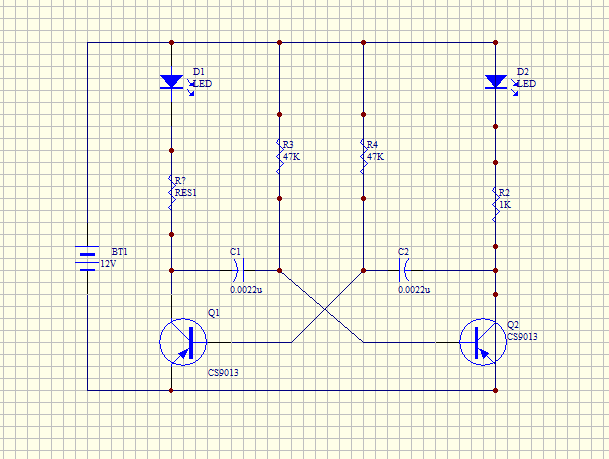 D1
LED
D2
LED
R3
47K
R4
47K
R?
RES1
R2
1K
BT1
12V
C1
0.0022u
C2
0.0022u
Q1
CS9013
Q2
CS9013